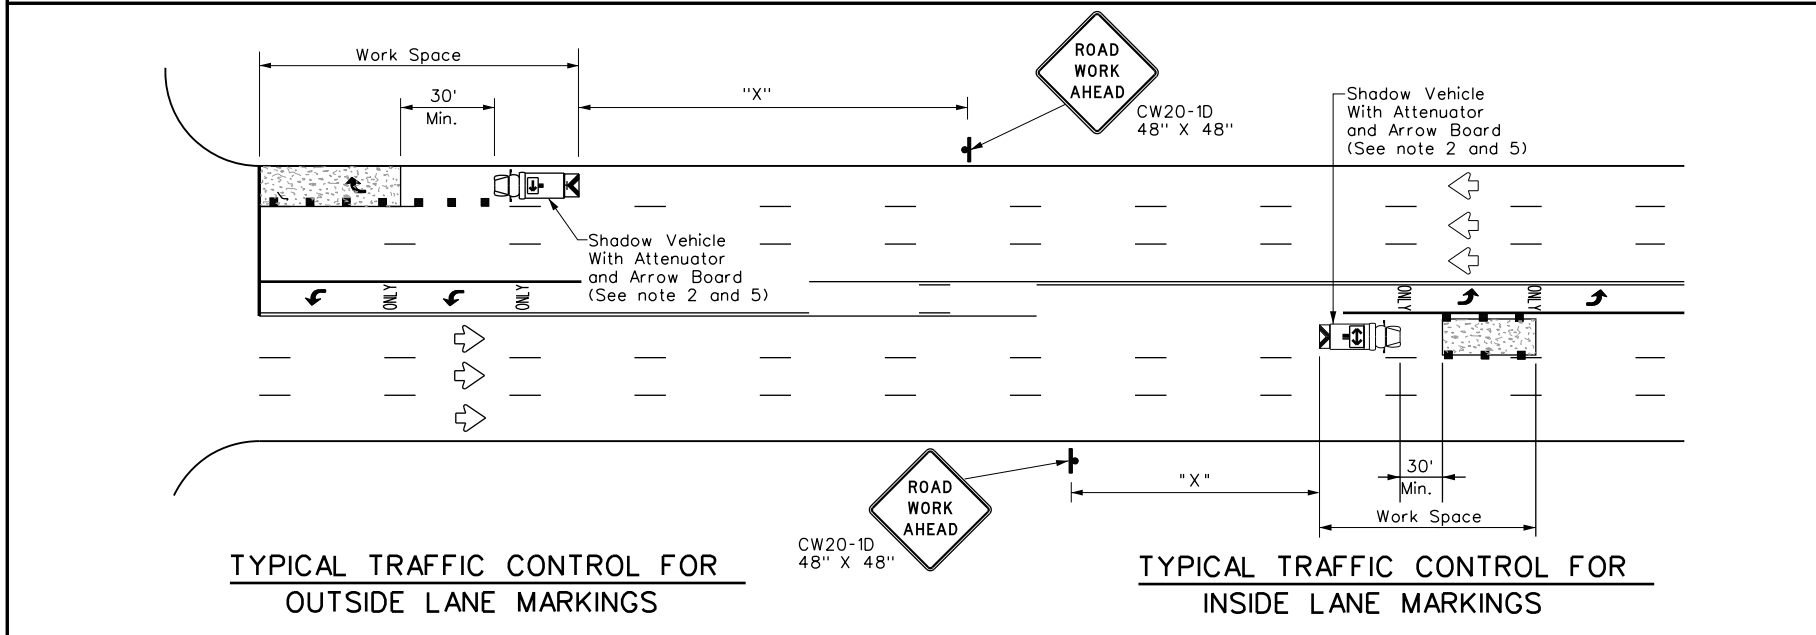 Work Space
30'
Min.
"X"
ROAD
WORK
AHEAD
CW20-1D
48" X 48"
Shadow Vehicle
With Attenuator
and Arrow Board
(See note 2 and 5)
Shadow Vehicle
With Attenuator
and Arrow Board
(See note 2 and 5)
ONLY
ONLY
ONLY
ONLY
ROAD
WORK
AHEAD
CW20-1D
48" X 48"
"X"
30'
Min.
Work Space
TYPICAL TRAFFIC CONTROL FOR
OUTSIDE LANE MARKINGS
TYPICAL TRAFFIC CONTROL FOR
INSIDE LANE MARKINGS